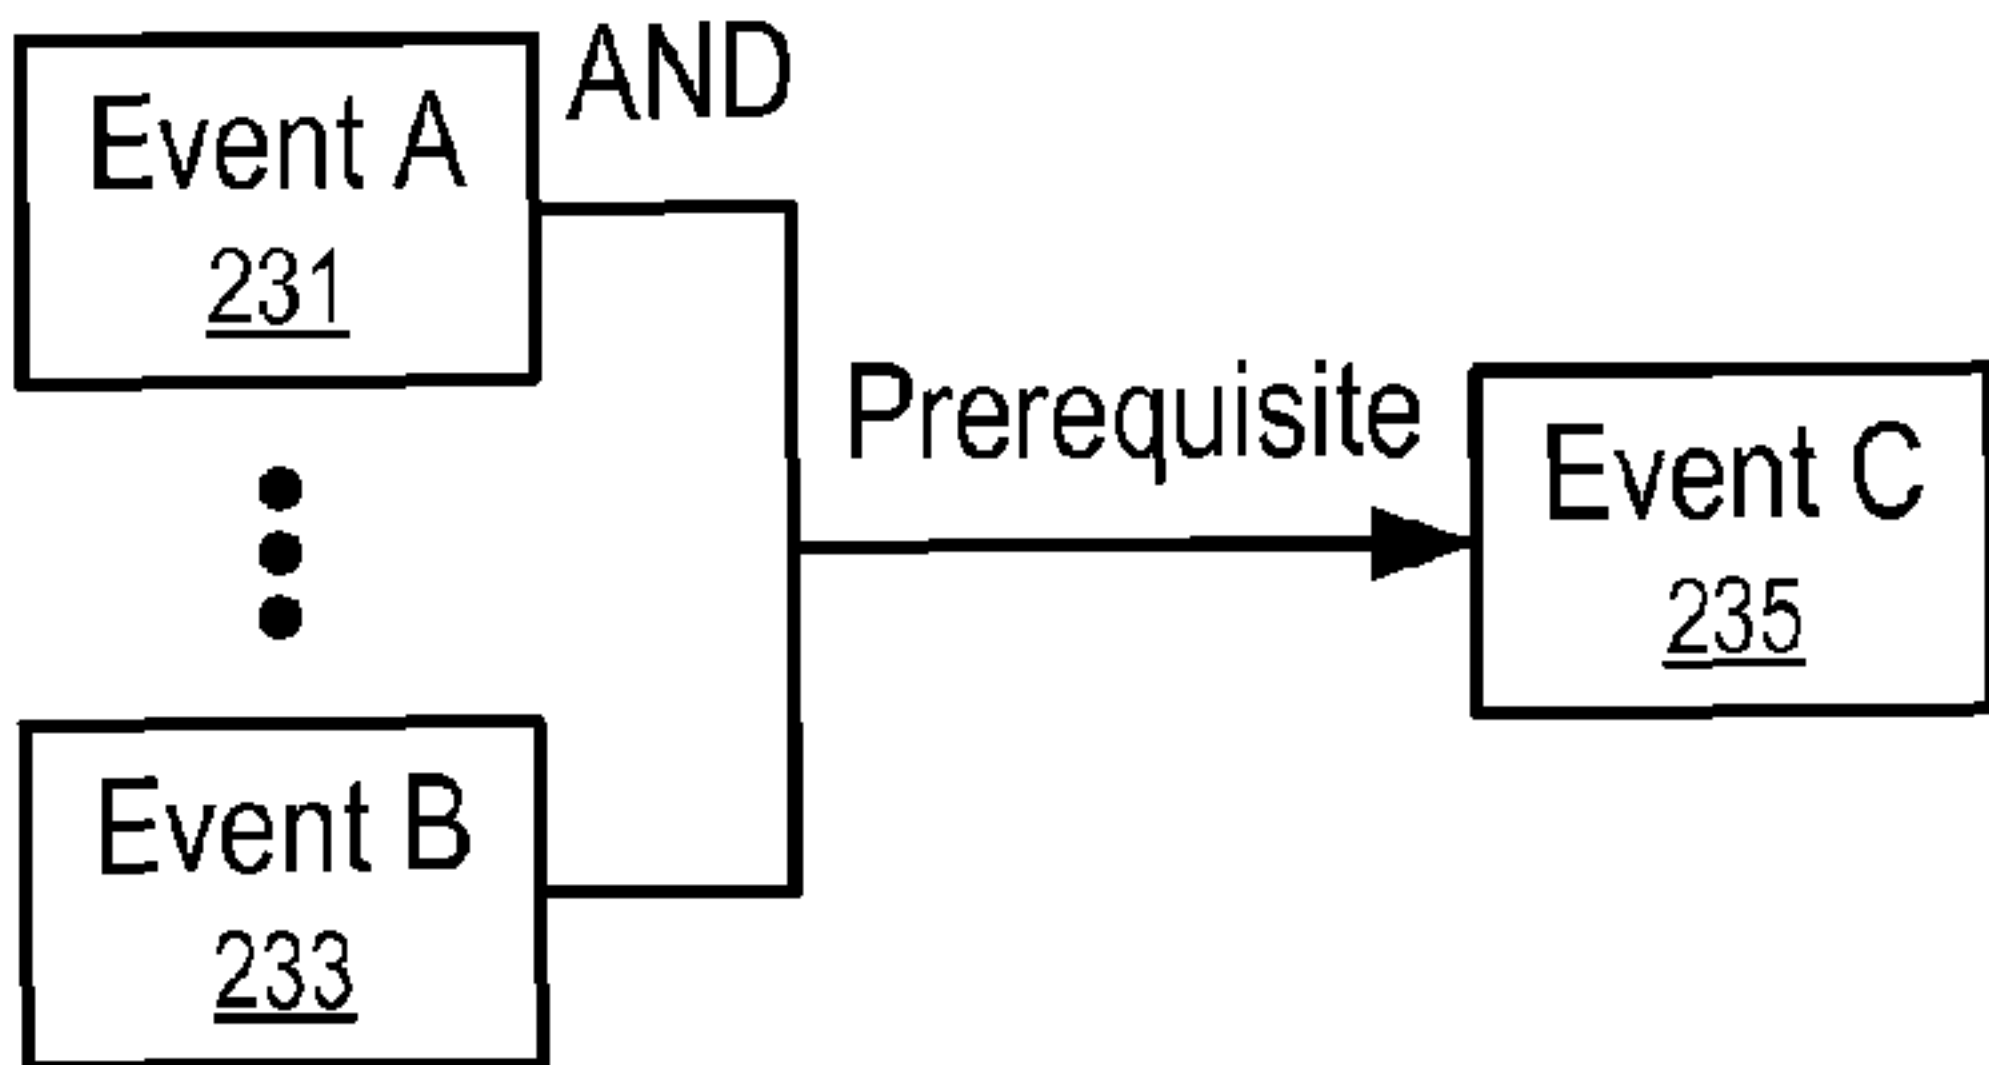 AND
Event A
231
Prerequisite
Event C
235
Event B
233